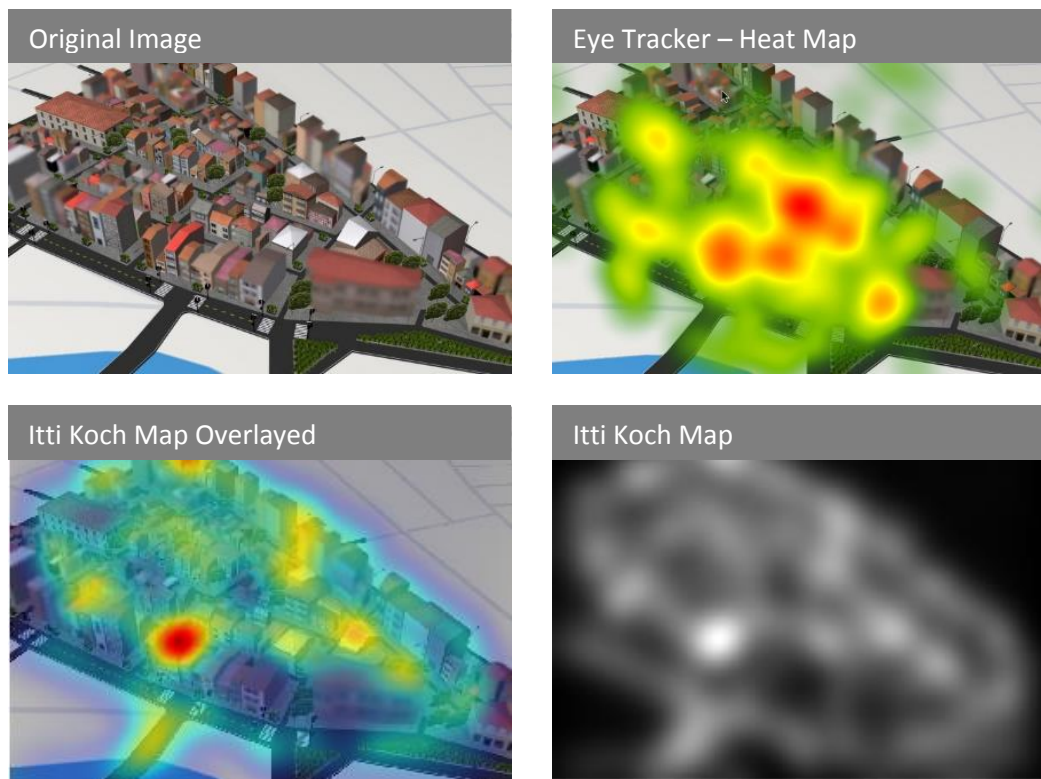 Original Image
Eye Tracker – Heat Map
Itti Koch Map Overlayed
Itti Koch Map